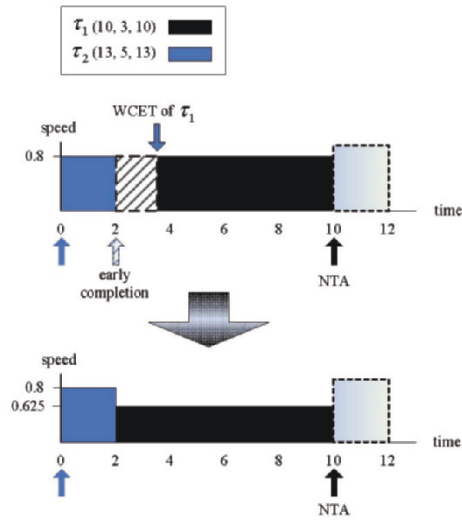 τ1 (10, 3, 10)
τ2 (13, 5, 13)
WCET of τ1
speed
0.8
time
0 2 4 6 8 10 12
early
completion
NTA
speed
0.8
0.625
time
0 2 4 6 8 10 12
NTA